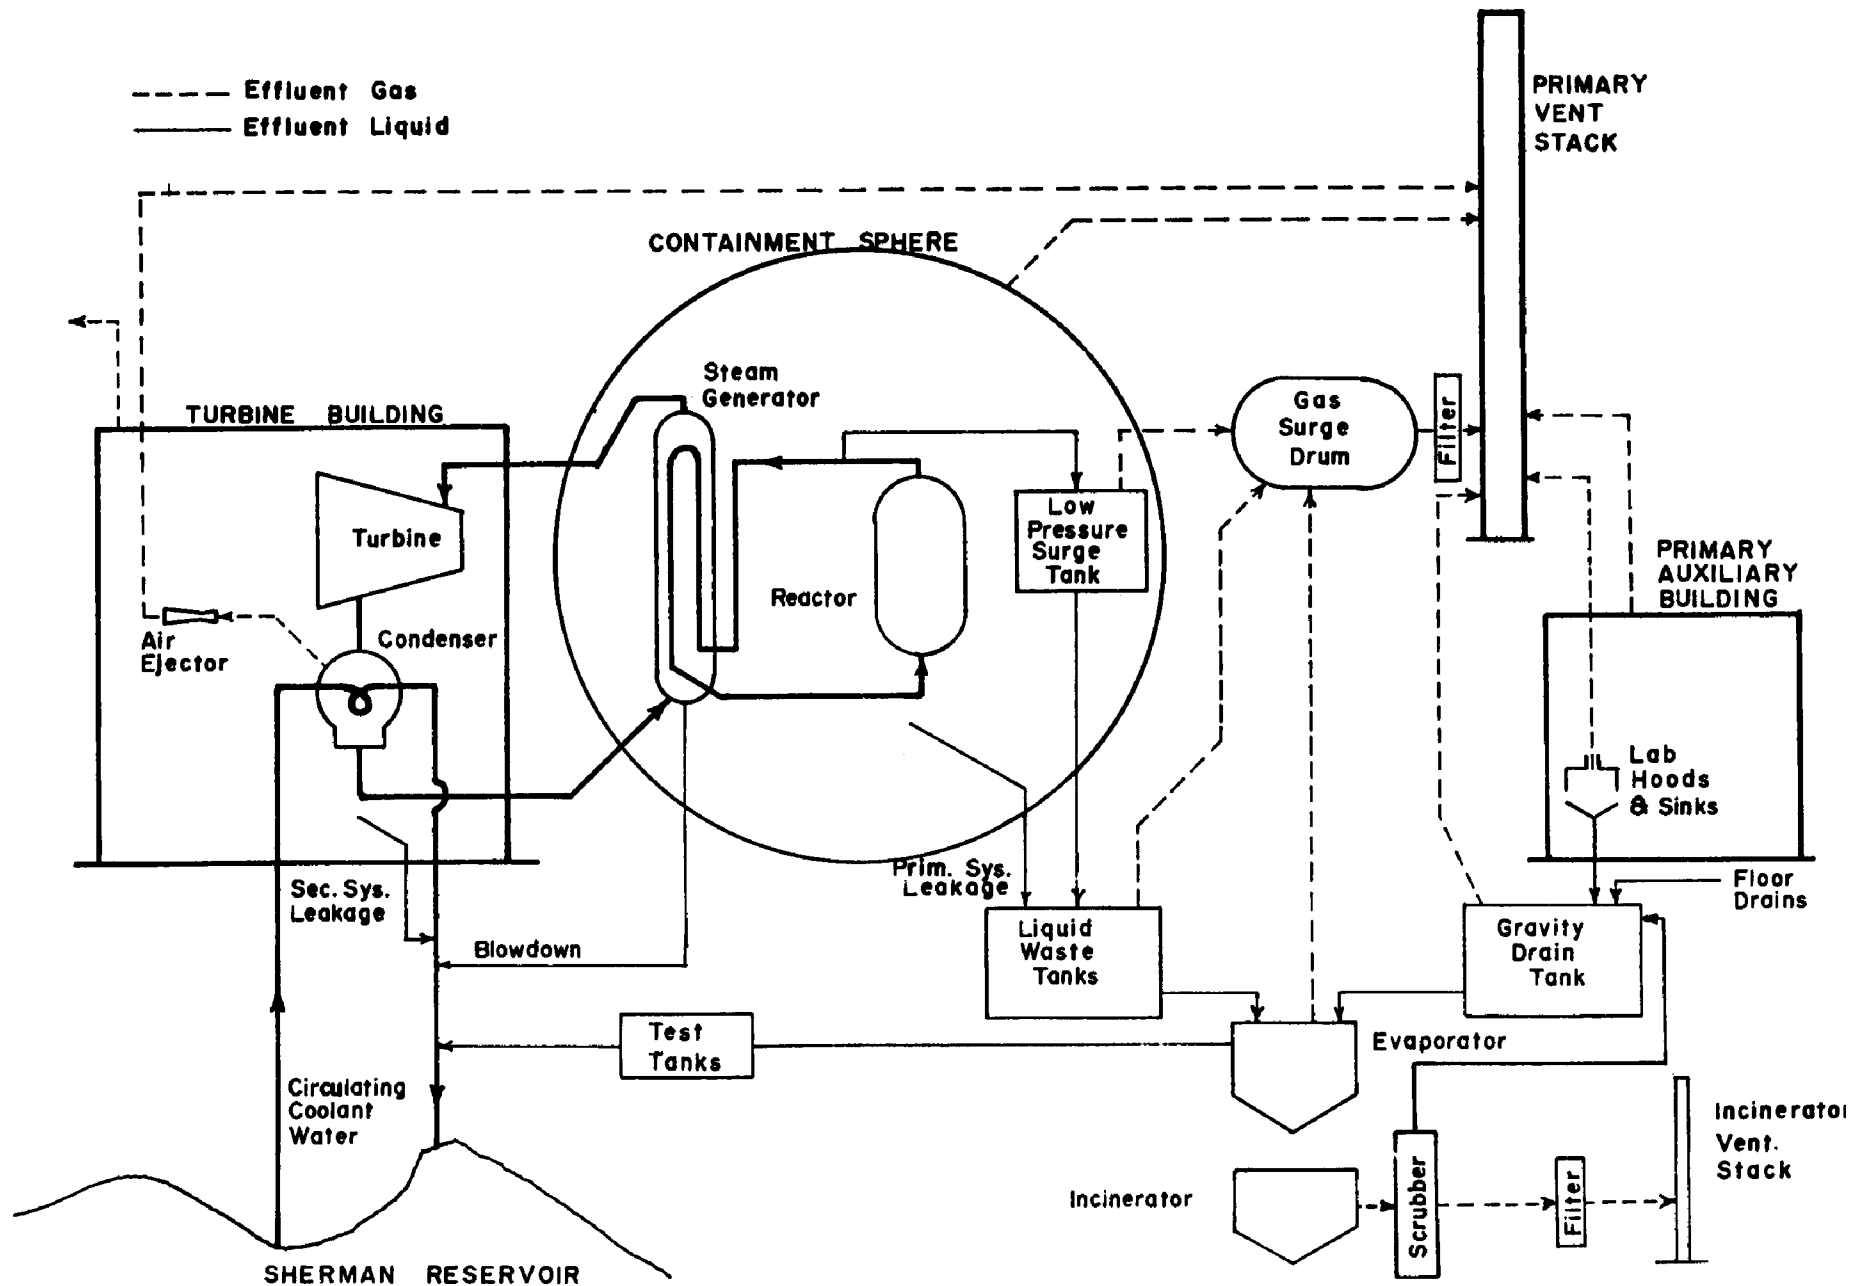 Effluent Gas
Effluent Liquid
PRIMARY
VENT
STACK
CONTAINMENT SPHERE
Steam
Generator
TURBINE BUILDING
Gas
Surge
Drum
Filter
Turbine
Low
Pressure
Surge
Tank
Reactor
PRIMARY
AUXILIARY
BUILDING
Air
Ejector
Condenser
Lab
Hoods
& Sinks
Sec. Sys.
Leakage
Prim. Sys.
Leakage
Floor
Drains
Blowdown
Liquid
Waste
Tanks
Gravity
Drain
Tank
Test
Tanks
Evaporator
Circulating
Coolant
Water
Incinerator
Scrubber
Filter
Incinerator
Vent.
Stack
SHERMAN RESERVOIR